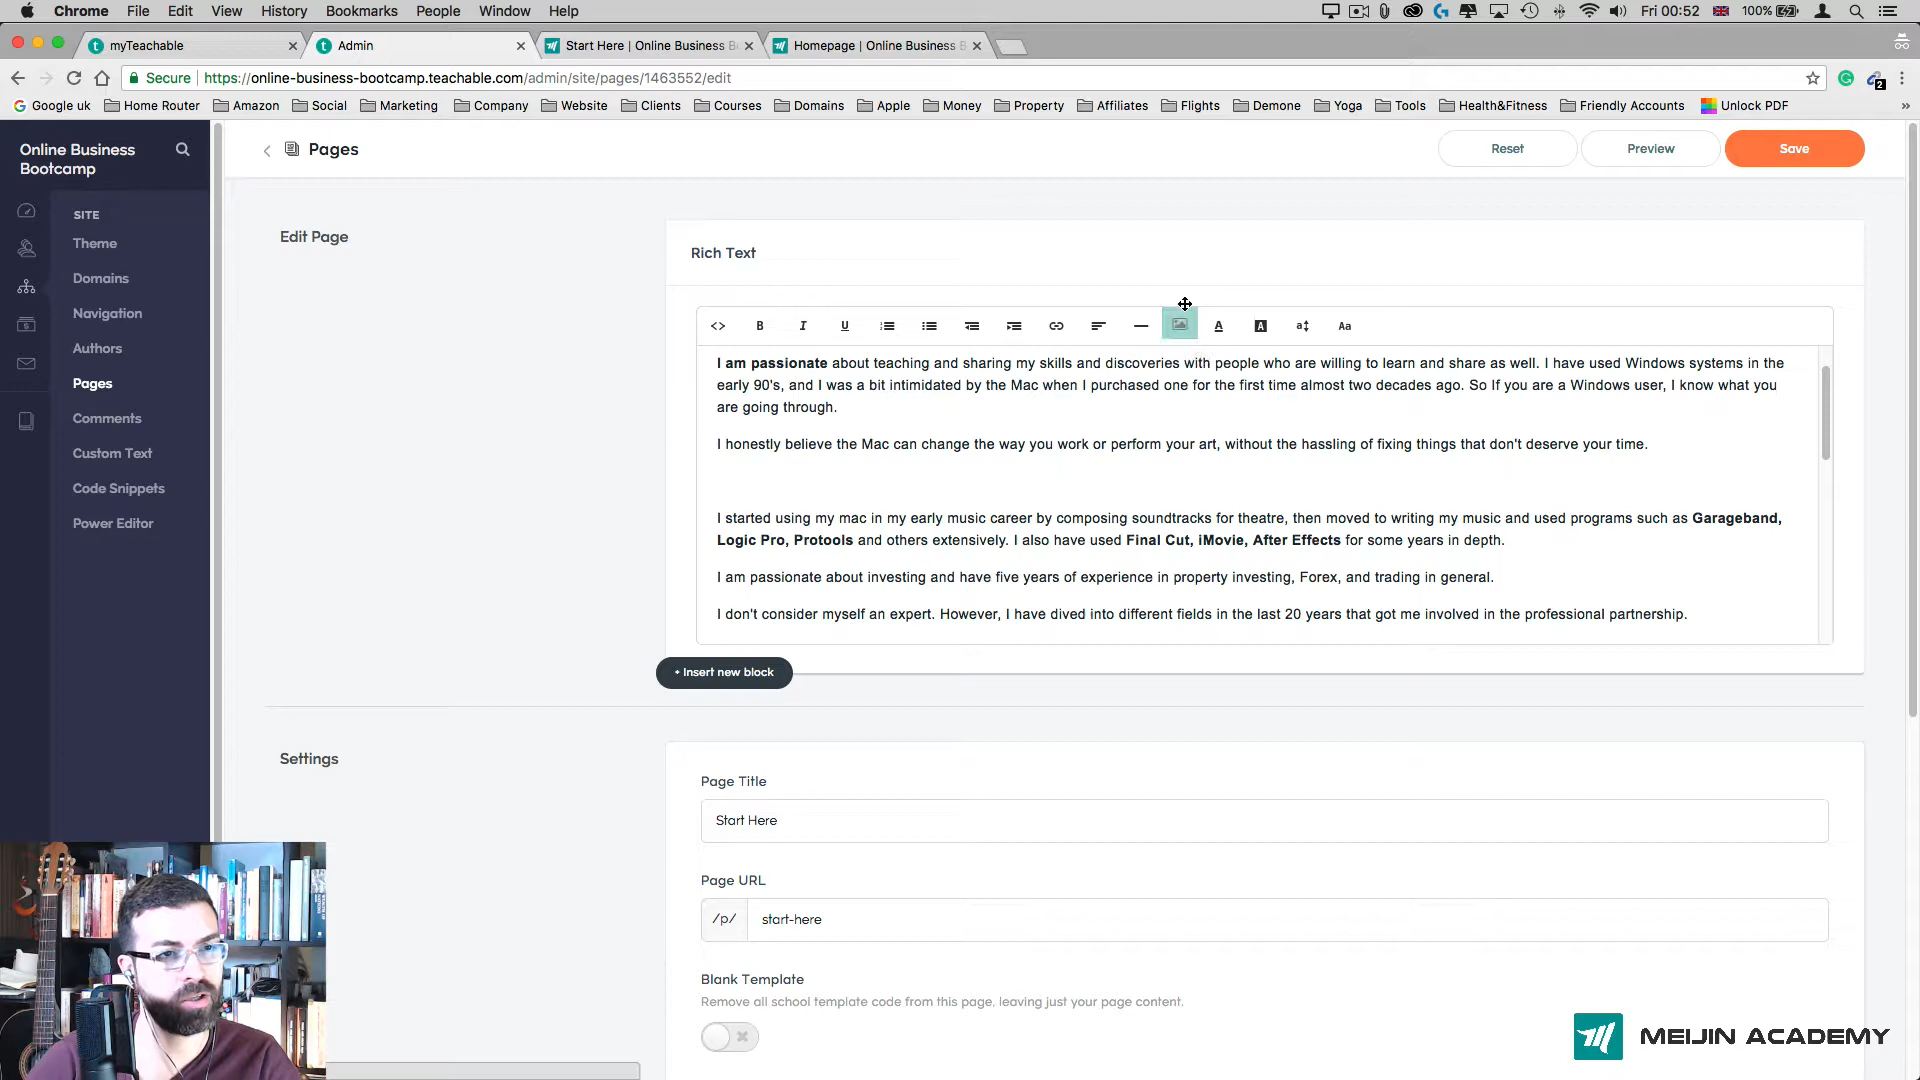 Chrome File Edit View History Bookmarks People Window Help
Fri 00:52 100%
myTeachable
Admin
Start Here | Online Business B
Homepage | Online Business B
Secure https://online-business-bootcamp.teachable.com/admin/site/pages/1463552/edit
2
Google uk Home Router Amazon Social Marketing Company Website Clients Courses Domains Apple Money Property Affiliates Flights Demone Yoga Tools Health&Fitness Friendly Accounts Unlock PDF
Online Business
Bootcamp
Pages
Reset Preview Save
SITE
Theme
Domains
Navigation
Authors
Pages
Comments
Custom Text
Code Snippets
Power Editor
Edit Page
Rich Text
<> B I U A A a Aa
I am passionate about teaching and sharing my skills and discoveries with people who are willing to learn and share as well. I have used Windows systems in the
early 90's, and I was a bit intimidated by the Mac when I purchased one for the first time almost two decades ago. So If you are a Windows user, I know what you
are going through.
I honestly believe the Mac can change the way you work or perform your art, without the hassling of fixing things that don't deserve your time.
I started using my mac in my early music career by composing soundtracks for theatre, then moved to writing my music and used programs such as Garageband,
Logic Pro, Protools and others extensively. I also have used Final Cut, iMovie, After Effects for some years in depth.
I am passionate about investing and have five years of experience in property investing, Forex, and trading in general.
I don't consider myself an expert. However, I have dived into different fields in the last 20 years that got me involved in the professional partnership.
+ Insert new block
Settings
Page Title
Start Here
Page URL
/p/ start-here
Blank Template
Remove all school template code from this page, leaving just your page content.
MEIJIN ACADEMY